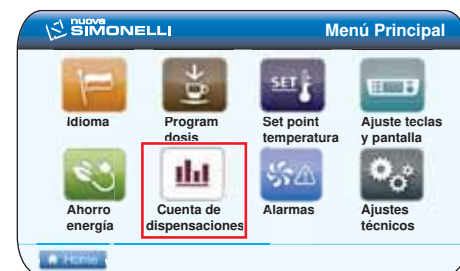 nuova
SIMONELLI
Menú Principal
SET
Idioma
Program dosis
Set point temperatura
Ajuste teclas y pantalla
Ahorro energía
Cuenta de dispensaciones
Alarmas
Ajustes técnicos
Home